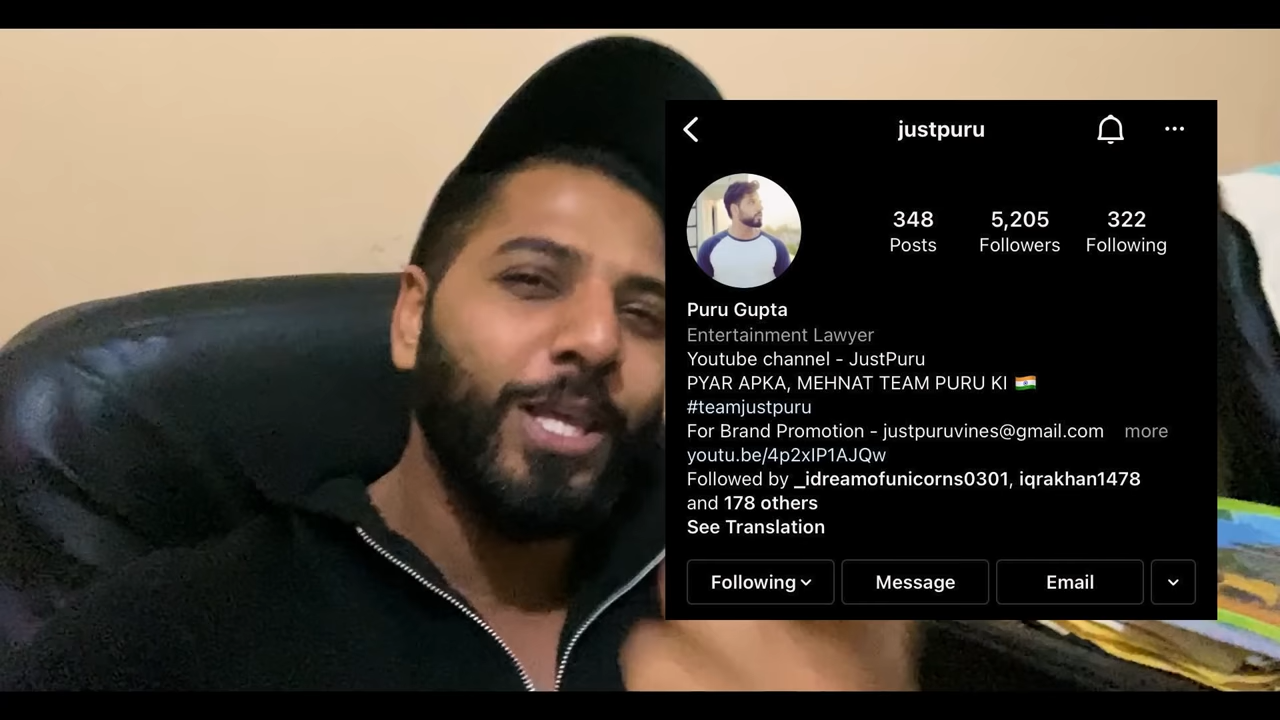 justpuru
348 5,205 322
Posts Followers Following
Puru Gupta
Entertainment Lawyer
Youtube channel - JustPuru
PYAR APKA, MEHNAT TEAM PURU KI 🇮🇳
#teamjustpuru
For Brand Promotion - justpuruvines@gmail.com more
youtu.be/4p2xIP1AJQw
Followed by _idreamofunicorns0301, iqrakhan1478
and 178 others
See Translation
Following Message Email